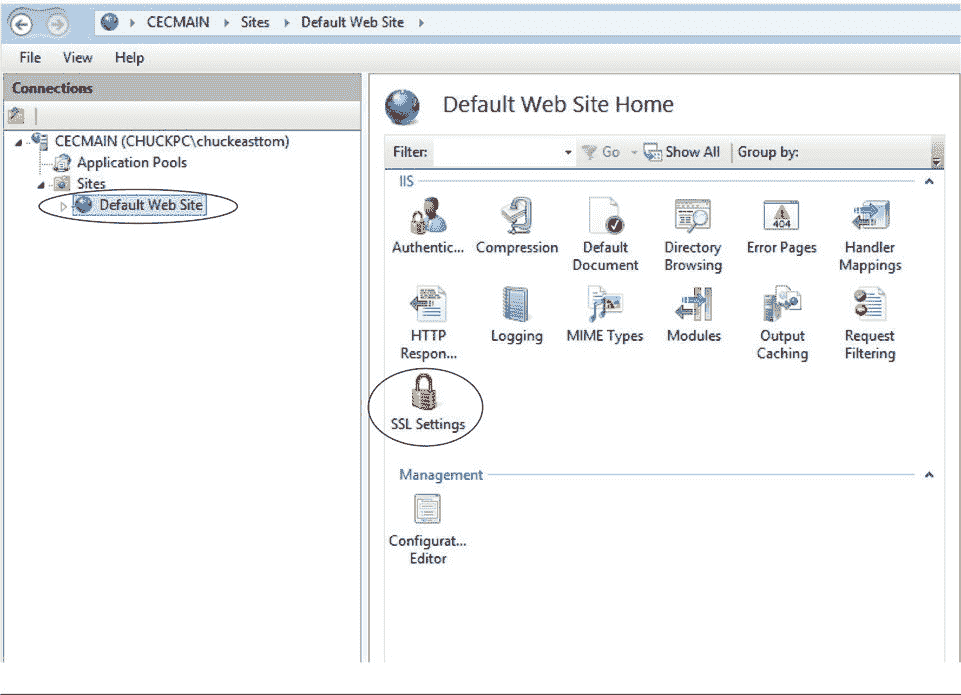 CECMAIN Sites Default Web Site
File View Help
Connections
CECMAIN (CHUCKPC\chuckeasttom)
Application Pools
Sites
Default Web Site
Default Web Site Home
Filter: Go Show All Group by:
IIS
Authentic... Compression Default Document Directory Browsing Error Pages Handler Mappings
404
HTTP Respon... Logging MIME Types Modules Output Caching Request Filtering
SSL Settings
Management
Configurat... Editor